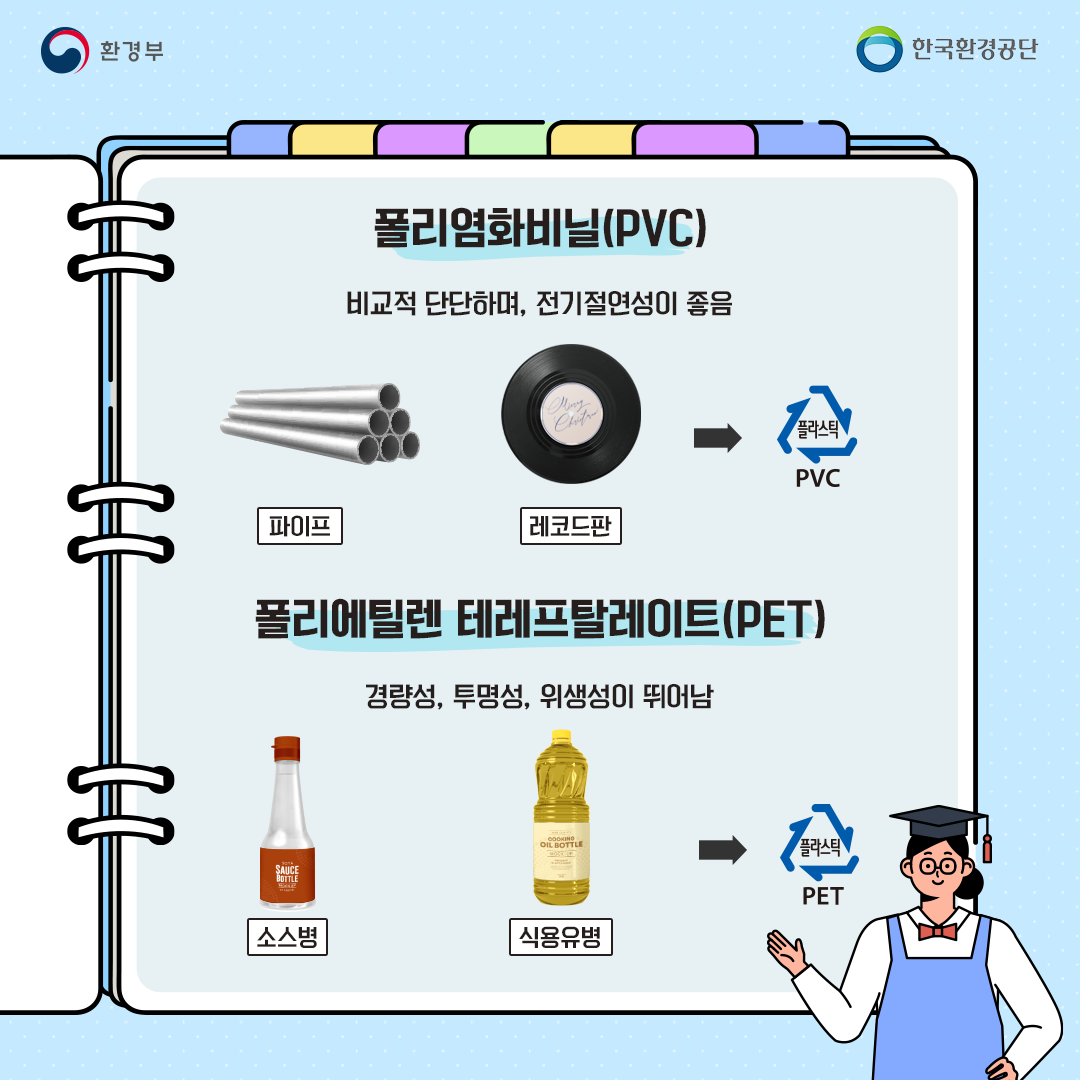 환경부
한국환경공단
폴리염화비닐(PVC)
비교적 단단하며, 전기절연성이 좋음
Merry
Christmas
플라스틱
PVC
파이프
레코드판
폴리에틸렌 테레프탈레이트(PET)
경량성, 투명성, 위생성이 뛰어남
SAUCE
BOTTLE
COOKING
OIL BOTTLE
MOCK-UP
플라스틱
PET
소스병
식용유병